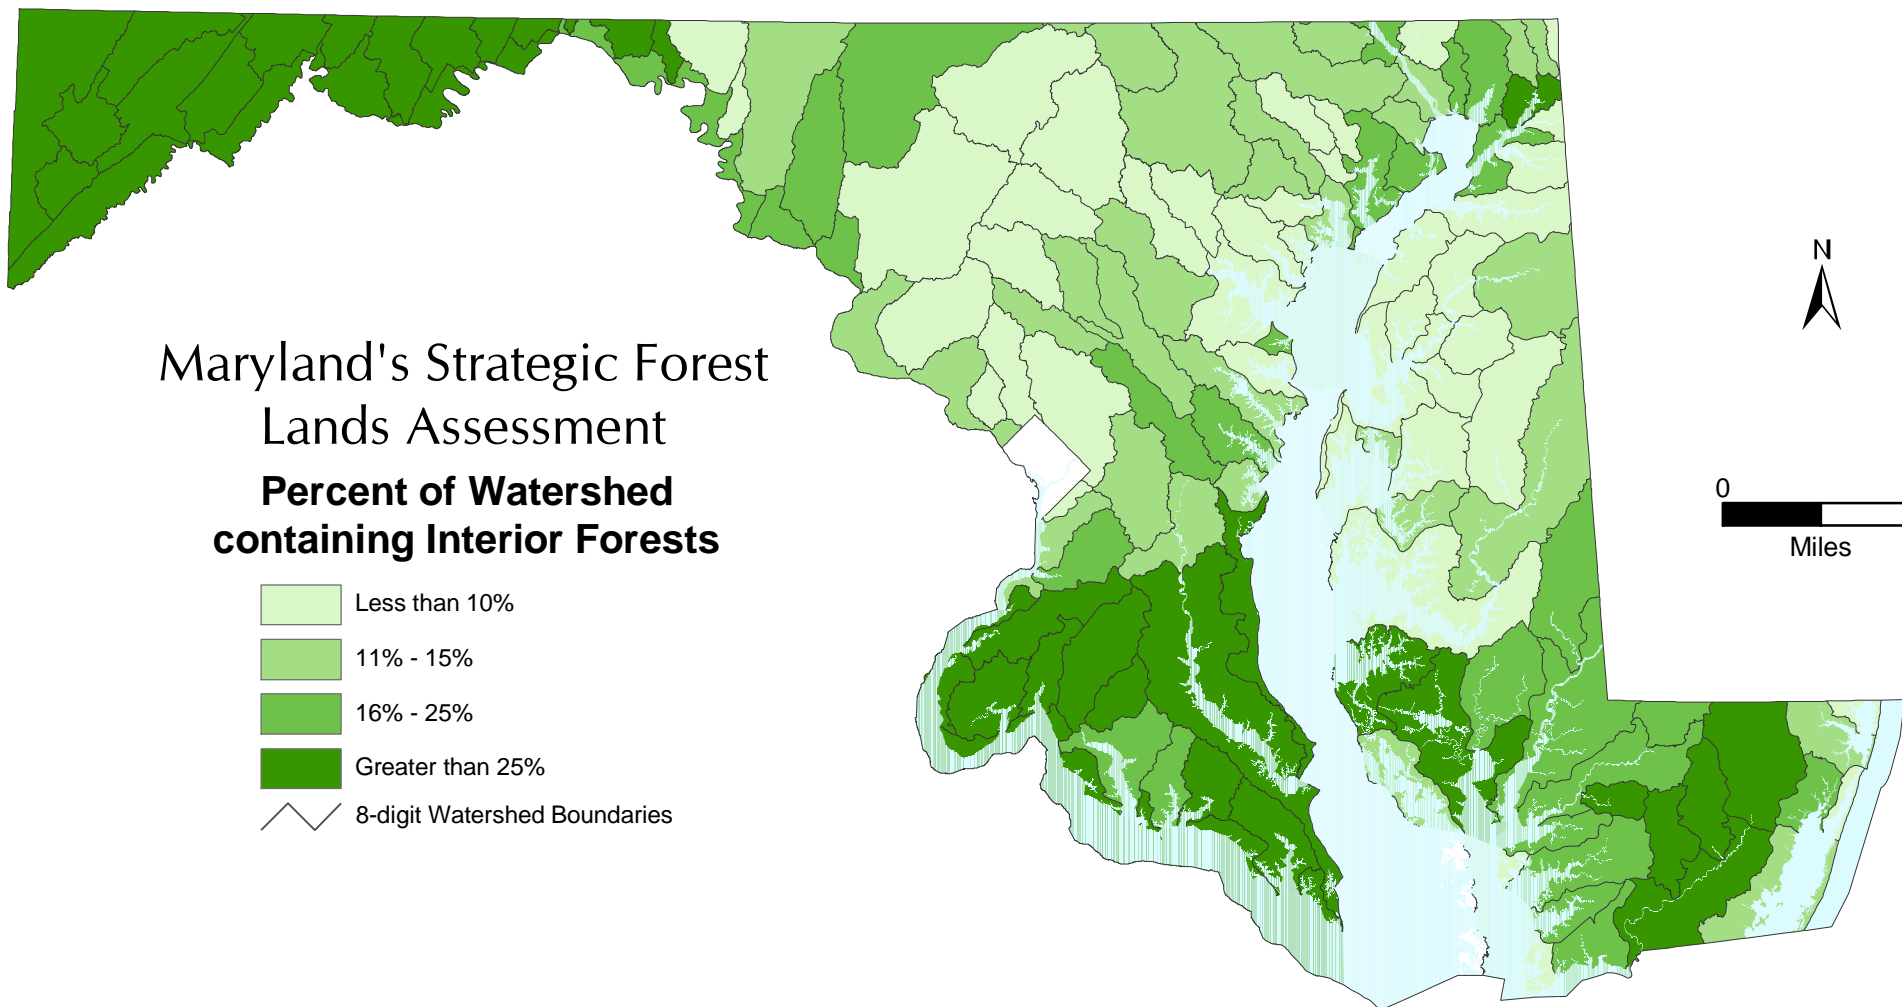 Maryland's Strategic Forest
Lands Assessment
Percent of Watershed
containing Interior Forests
Less than 10%
11% - 15%
16% - 25%
Greater than 25%
8-digit Watershed Boundaries
N
0
Miles